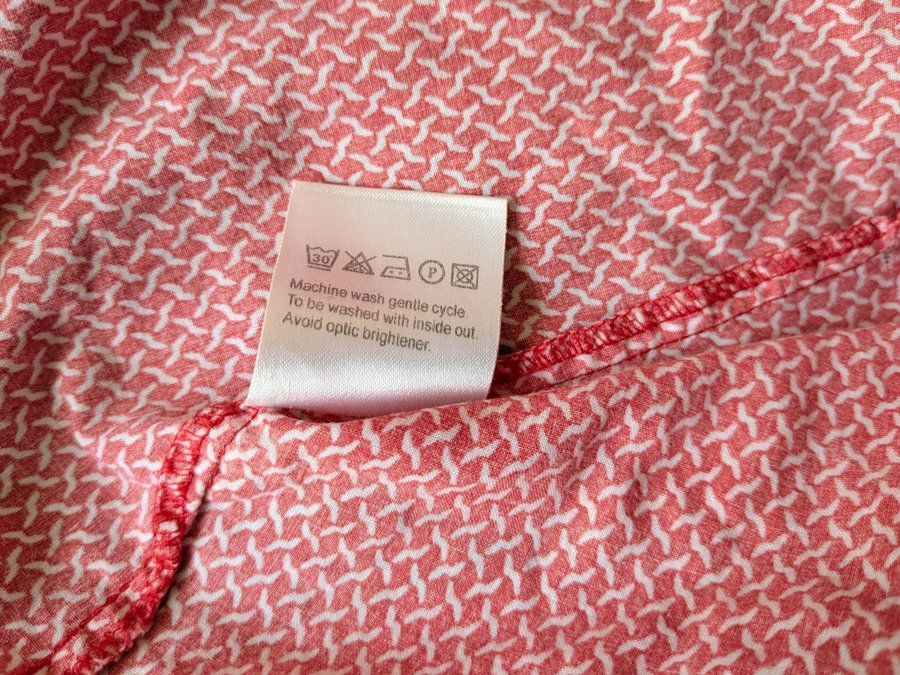 30 P
Machine wash gentle cycle.
To be washed with inside out.
Avoid optic brightener.